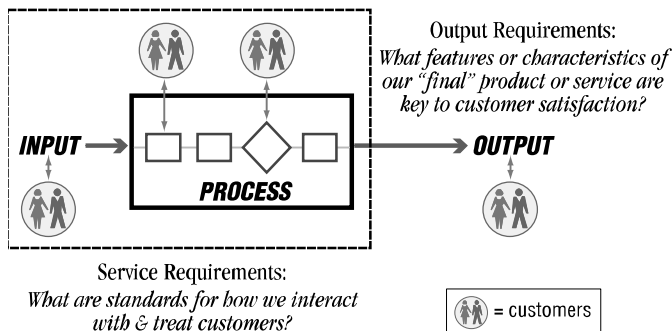 Output Requirements:
What features or characteristics of
our “final” product or service are
key to customer satisfaction?
INPUT
PROCESS
OUTPUT
Service Requirements:
What are standards for how we interact
with & treat customers?
= customers